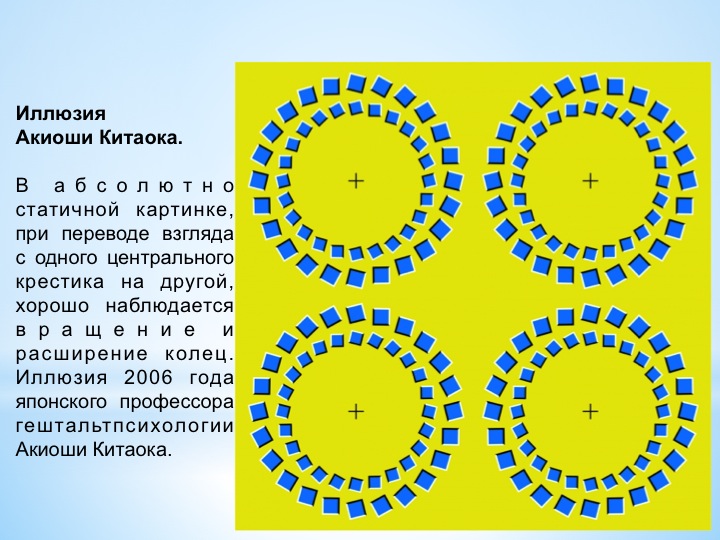 Иллюзия
Акиоши Китаока.
В абсолютно
статичной картинке,
при переводе взгляда
с одного центрального
крестика на другой,
хорошо наблюдается
вращение и
расширение колец.
Иллюзия 2006 года
японского профессора
гештальтпсихологии
Акиоши Китаока.